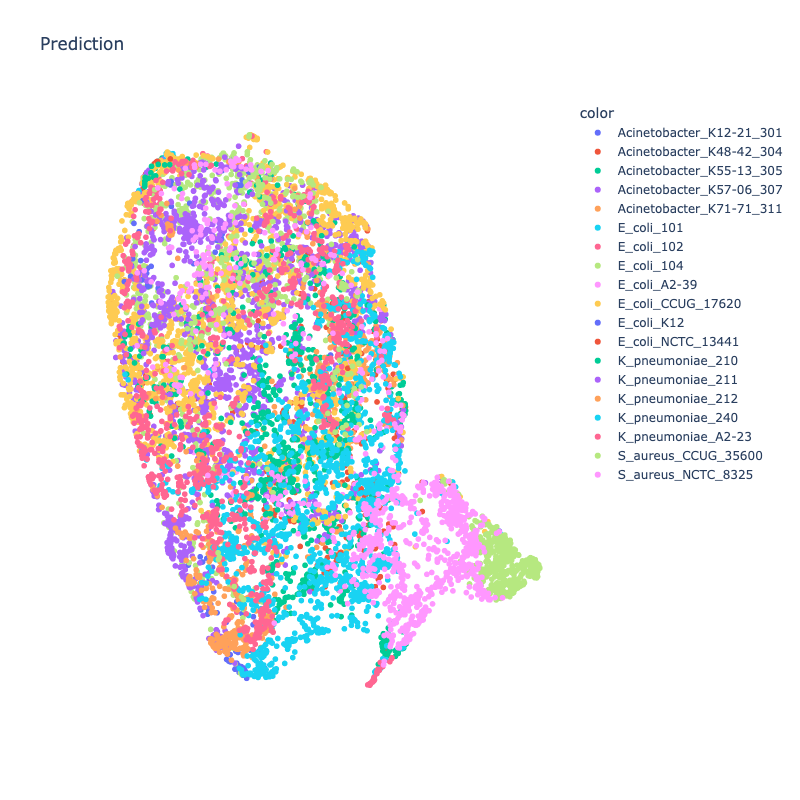 Prediction
color
Acinetobacter_K12-21_301
Acinetobacter_K48-42_304
Acinetobacter_K55-13_305
Acinetobacter_K57-06_307
Acinetobacter_K71-71_311
E_coli_101
E_coli_102
E_coli_104
E_coli_A2-39
E_coli_CCUG_17620
E_coli_K12
E_coli_NCTC_13441
K_pneumoniae_210
K_pneumoniae_211
K_pneumoniae_212
K_pneumoniae_240
K_pneumoniae_A2-23
S_aureus_CCUG_35600
S_aureus_NCTC_8325